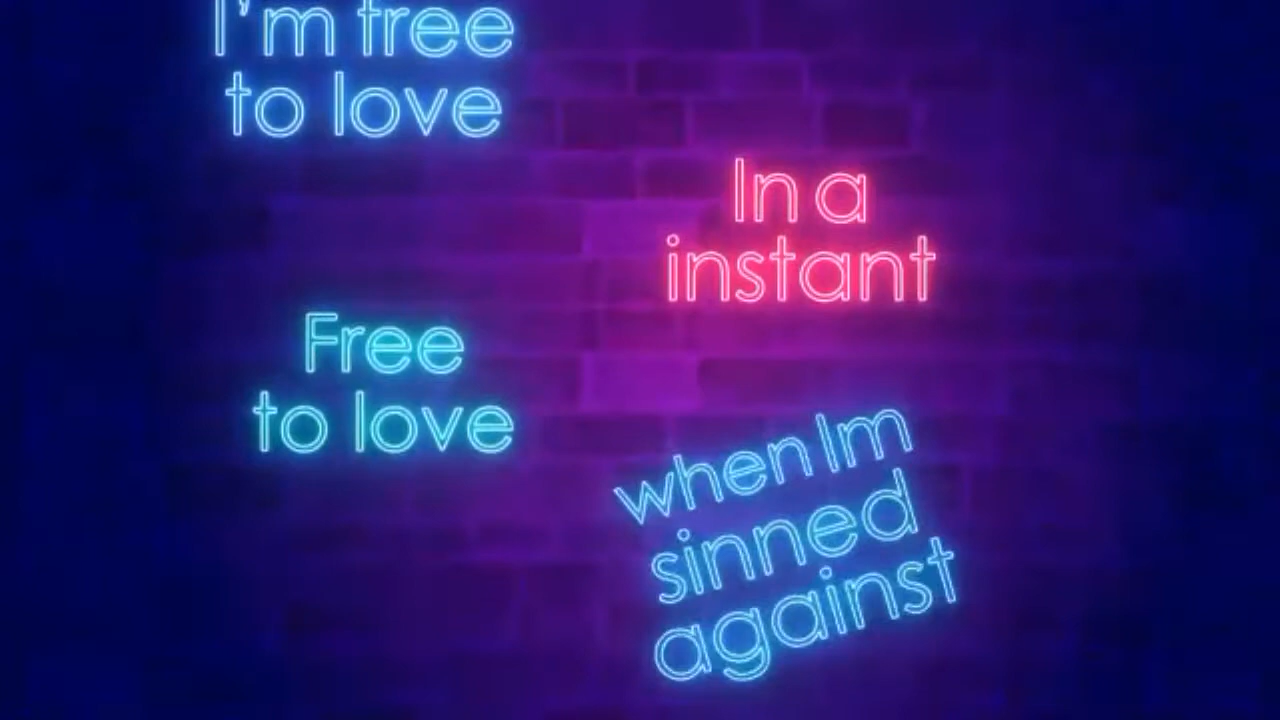 I'm free
to love
In a
instant
Free
to love
when Im
sinned
against